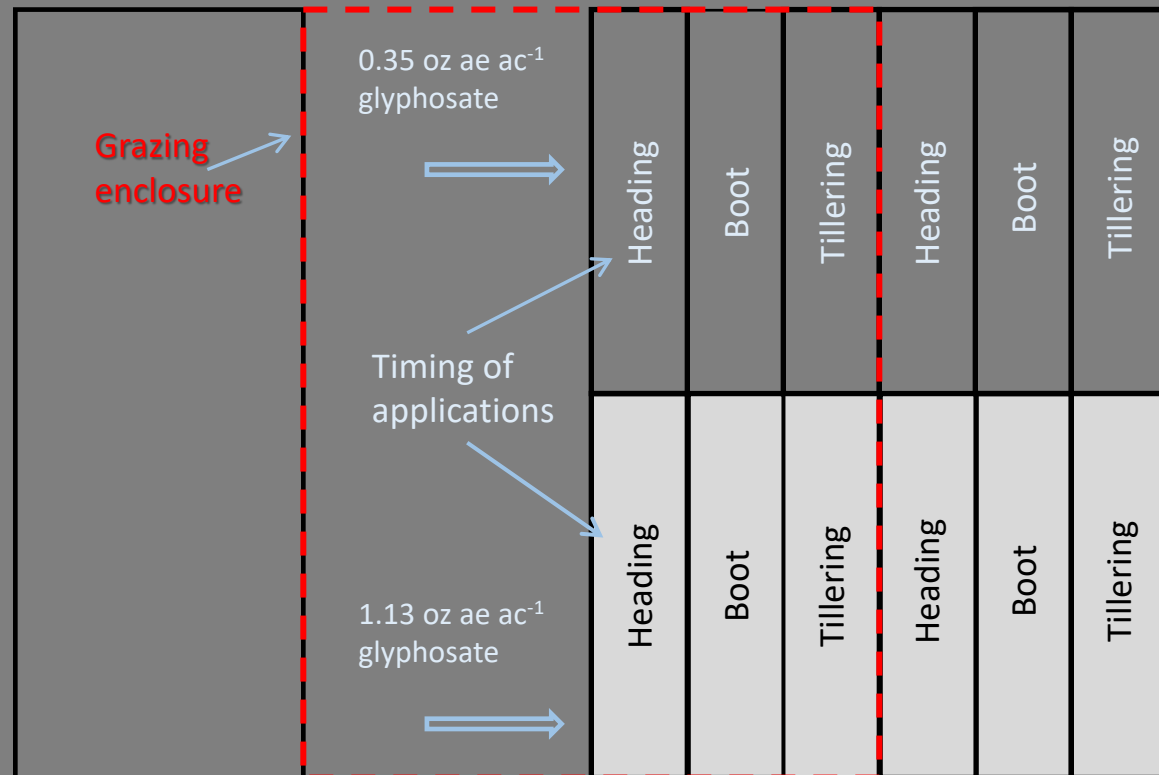 0.35 oz ae ac-1
glyphosate
Grazing
enclosure
Heading
Boot
Tillering
Heading
Boot
Tillering
Timing of
applications
1.13 oz ae ac-1
glyphosate
Heading
Boot
Tillering
Heading
Boot
Tillering